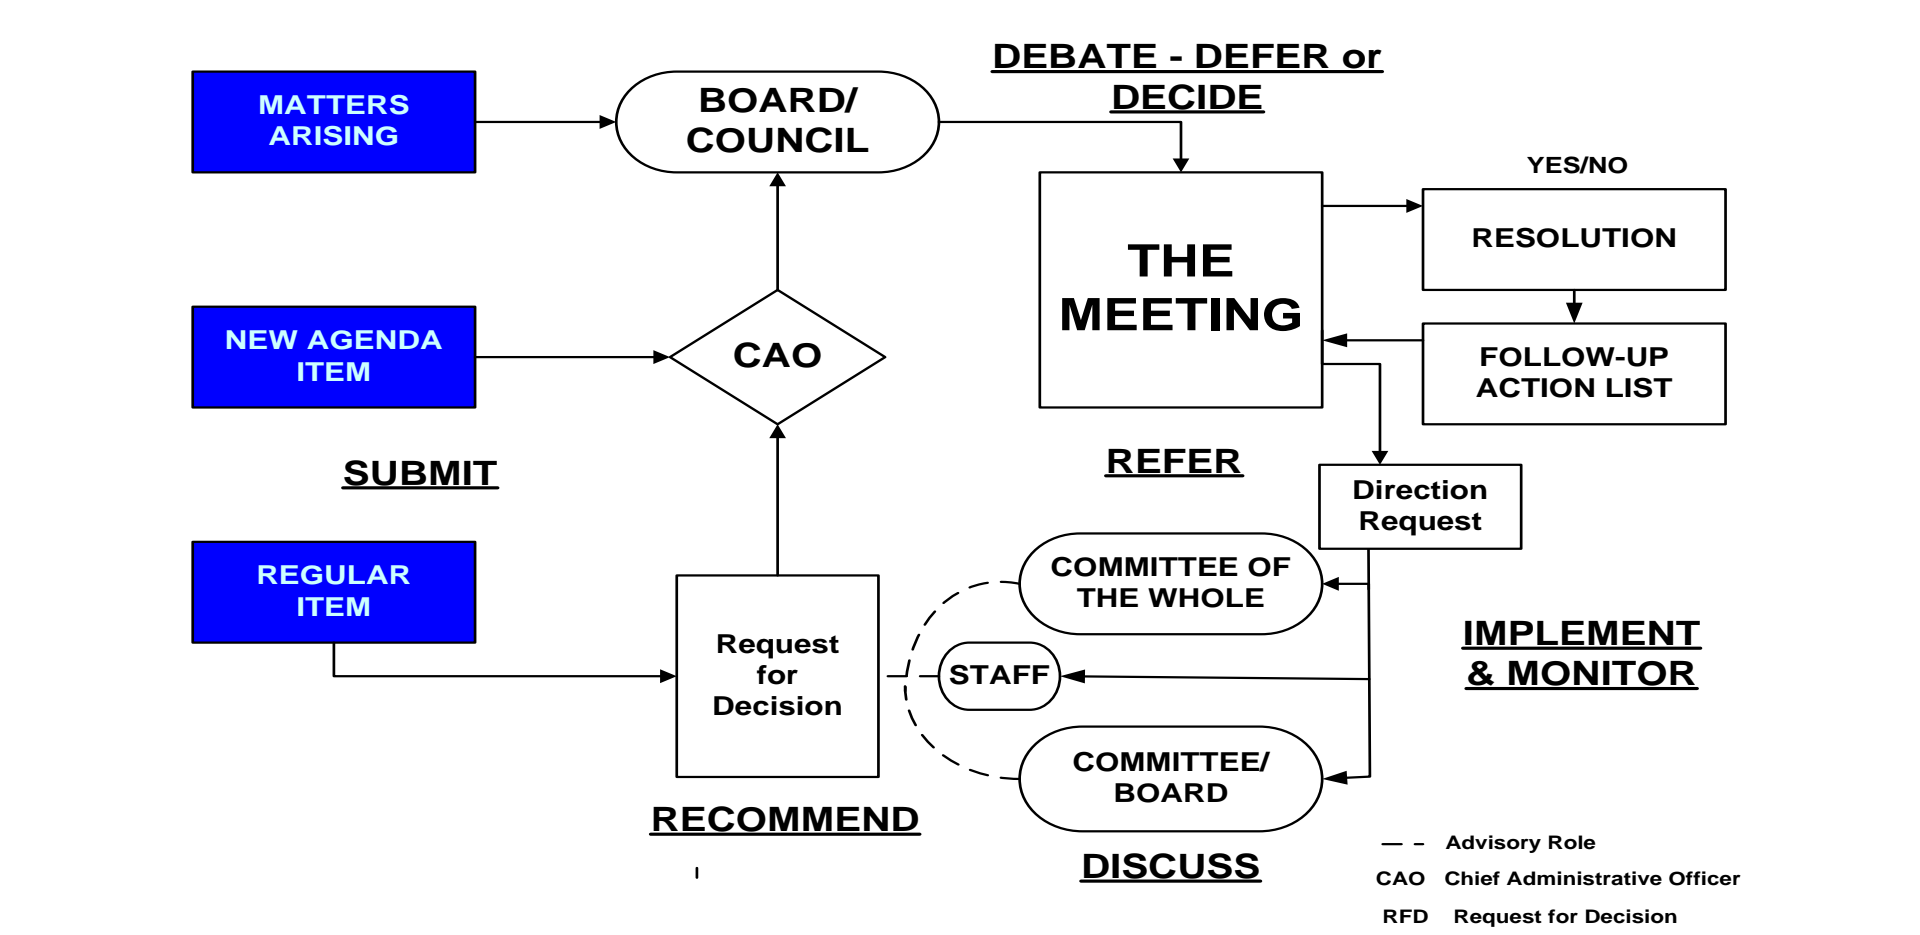 DEBATE - DEFER or
DECIDE
MATTERS
ARISING
BOARD/
COUNCIL
YES/NO
RESOLUTION
THE
MEETING
NEW AGENDA
ITEM
CAO
FOLLOW-UP
ACTION LIST
SUBMIT
REFER
Direction
Request
REGULAR
ITEM
COMMITTEE OF
THE WHOLE
Request
for
Decision
STAFF
IMPLEMENT
& MONITOR
COMMITTEE/
BOARD
RECOMMEND
DISCUSS
Advisory Role
CAO Chief Administrative Officer
RFD Request for Decision